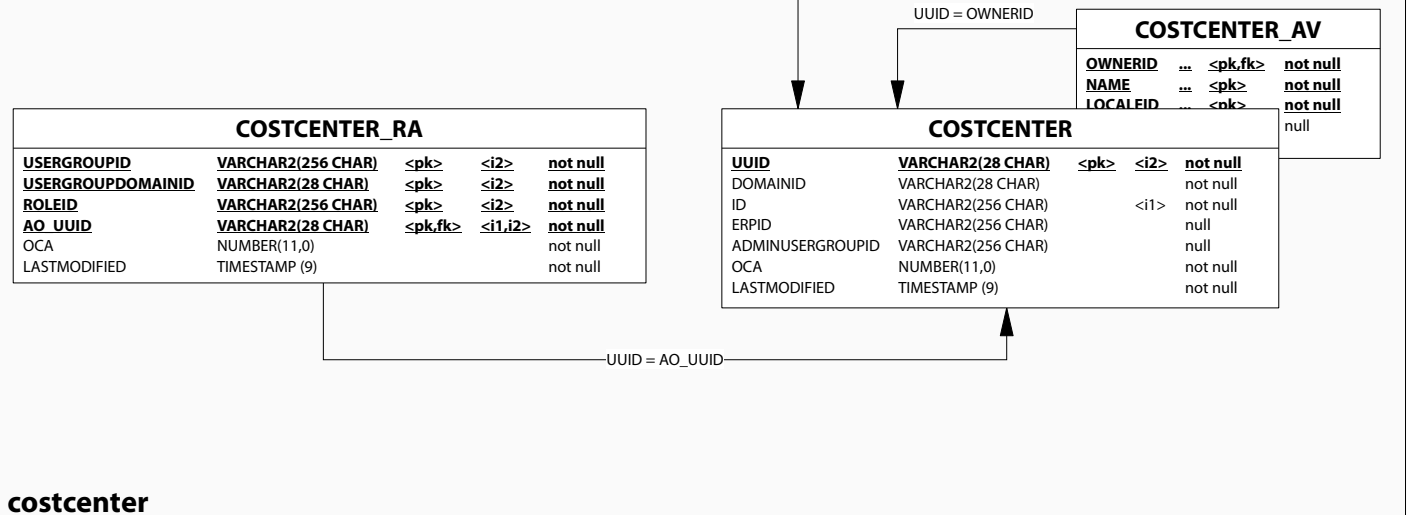 UUID = OWNERID
COSTCENTER_AV
OWNERID ... <pk,fk> not null
NAME ... <pk> not null
LOCALEID ... <pk> not null
null
COSTCENTER_RA
USERGROUPID VARCHAR2(256 CHAR) <pk> <i2> not null
USERGROUPDOMAINID VARCHAR2(28 CHAR) <pk> <i2> not null
ROLEID VARCHAR2(256 CHAR) <pk> <i2> not null
AO_UUID VARCHAR2(28 CHAR) <pk,fk> <i1,i2> not null
OCA NUMBER(11,0) not null
LASTMODIFIED TIMESTAMP (9) not null
COSTCENTER
UUID VARCHAR2(28 CHAR) <pk> <i2> not null
DOMAINID VARCHAR2(28 CHAR) not null
ID VARCHAR2(256 CHAR) <i1> not null
ERPID VARCHAR2(256 CHAR) null
ADMINUSERGROUPID VARCHAR2(256 CHAR) null
OCA NUMBER(11,0) not null
LASTMODIFIED TIMESTAMP (9) not null
UUID = AO_UUID
costcenter